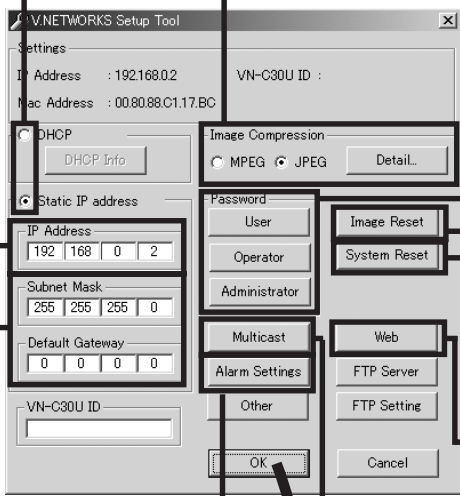 V.NETWORKS Setup Tool
Settings
IP Address : 192.168.0.2 VN-C30U ID :
Mac Address : 00.80.88.C1.17.BC
DHCP
DHCP Info
Image Compression
MPEG JPEG Detail...
Static IP address
IP Address
192 168 0 2
Subnet Mask
255 255 255 0
Default Gateway
0 0 0 0
VN-C30U ID
Password
User
Operator
Administrator
Image Reset
System Reset
Multicast
Web
Alarm Settings
FTP Server
Other
FTP Setting
OK
Cancel